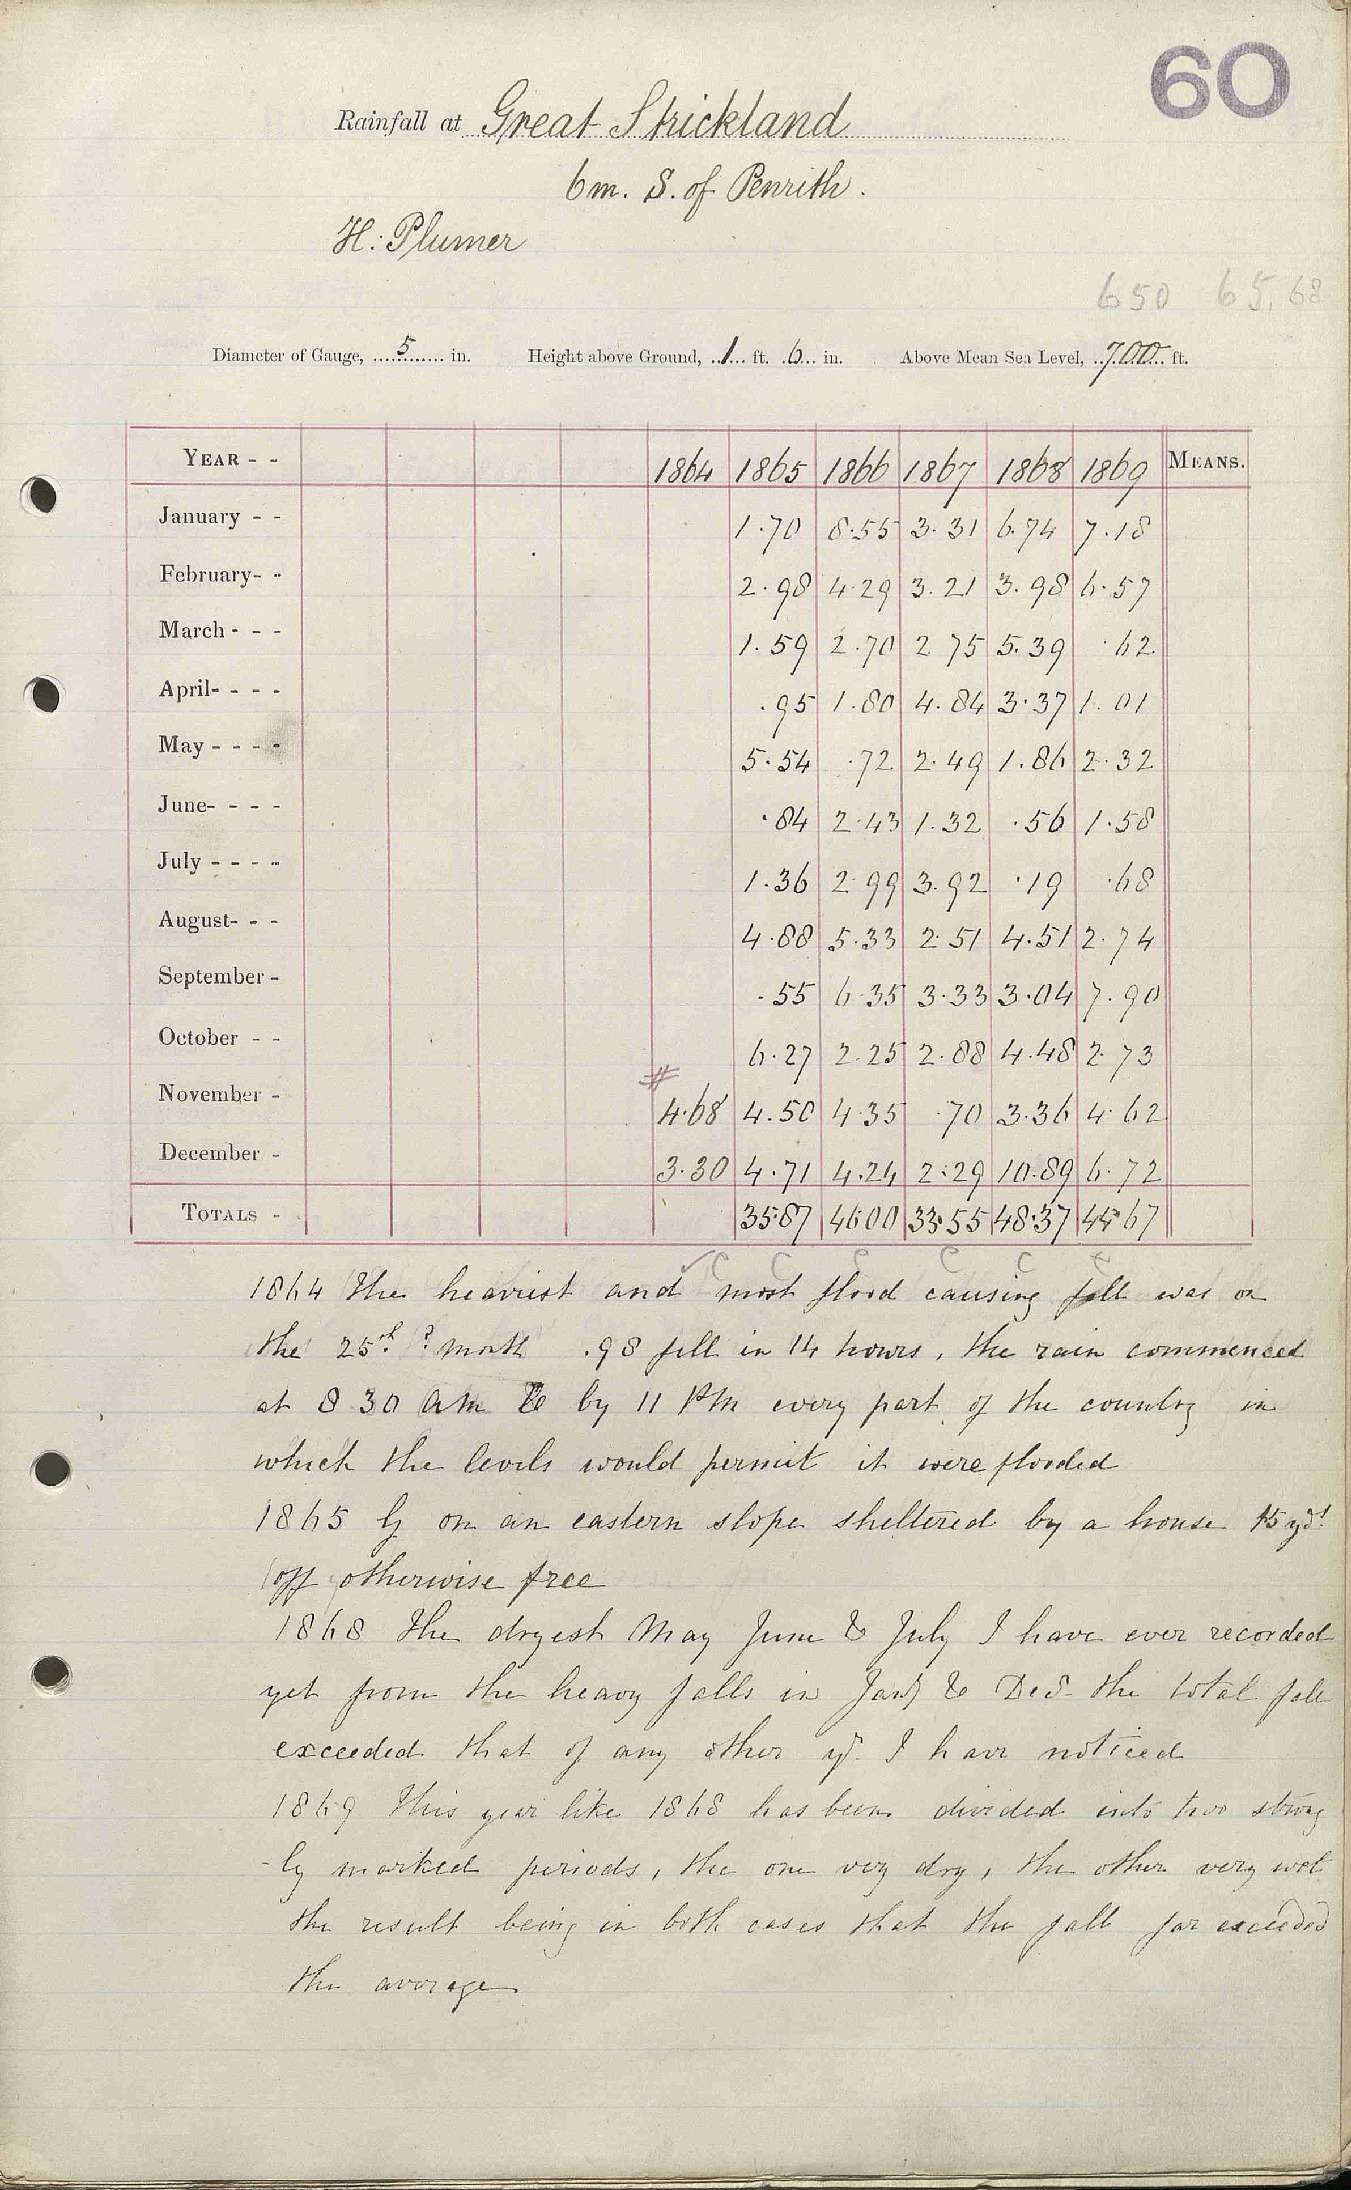 60
Rainfall at Great Strickland
6 m. S. of Penrith.
H. Plumer
650 65, 68
Diameter of Gauge, 5 in. Height above Ground, 1 ft. 6 in. Above Mean Sea Level, 700 ft.
YEAR - - 1864 1865 1866 1867 1868 1869 MEANS.
January - - 1.70 8.55 3.31 6.74 7.18
February- - 2.98 4.29 3.21 3.98 6.57
March - - - 1.59 2.70 2 75 5.39 .62
April- - - - .95 1.80 4.84 3.37 1.01
May - - - - 5.54 .72 2.49 1.86 2.32
June- - - - .84 2.43 1.32 .56 1.58
July - - - - 1.36 2.99 3.92 .19 .68
August- - - 4.88 5.33 2.51 4.51 2.74
September - .55 6.35 3.33 3.04 7.90
October - - 6.27 2.25 2.88 4.48 2.73
#
November - 4.68 4.50 4.35 .70 3.36 4.62
December - 3.30 4.71 4.24 2.29 10.89 6.72
TOTALS - 35.87 46.00 33.55 48.37 44.67
c c c c c c
1864 The heaviest and most flood causing fall was on
the 25th ? month .98 fell in 14 hours, the rain commenced
at 8 30 am & by 11 PM every part of the country in
which the levels would permit it were flooded
1865 G on an eastern slope sheltered by a house 15 yds
off otherwise free
1868 The dryest May June & July I have ever recorded
yet from the heavy falls in Jany & Dec. the total fall
exceeded that of any other yr. I have noticed
1869 This year like 1868 has been divided into two strong
-ly marked periods, the one very dry, the other very wet
the result being in both cases that the fall far exceeded
the average